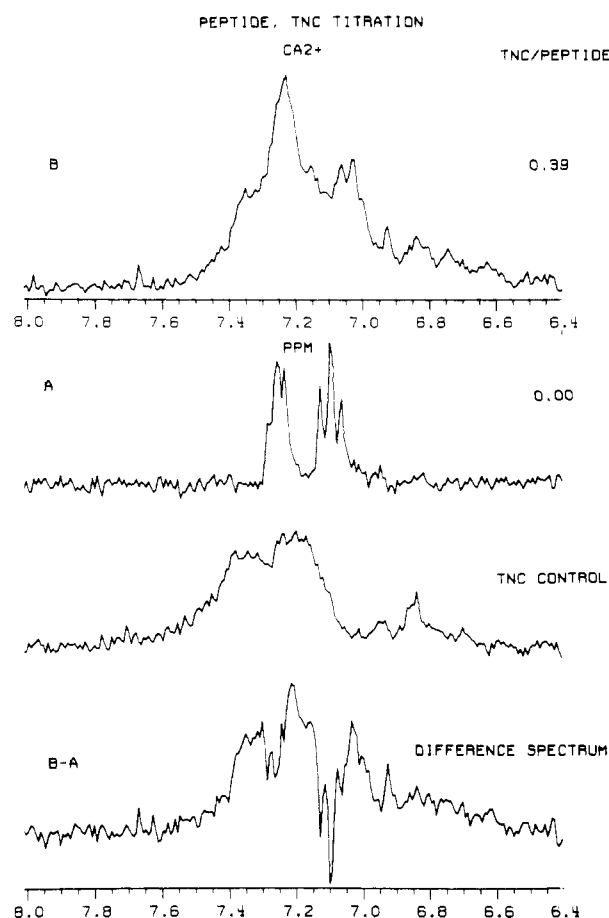 PEPTIDE, TNC TITRATION
CA2+
TNC/PEPTIDE
B
0.39
8.0 7.8 7.6 7.4 7.2 7.0 6.8 6.6 6.4
PPM
A
0.00
TNC CONTROL
B-A
DIFFERENCE SPECTRUM
8.0 7.8 7.6 7.4 7.2 7.0 6.8 6.6 6.4